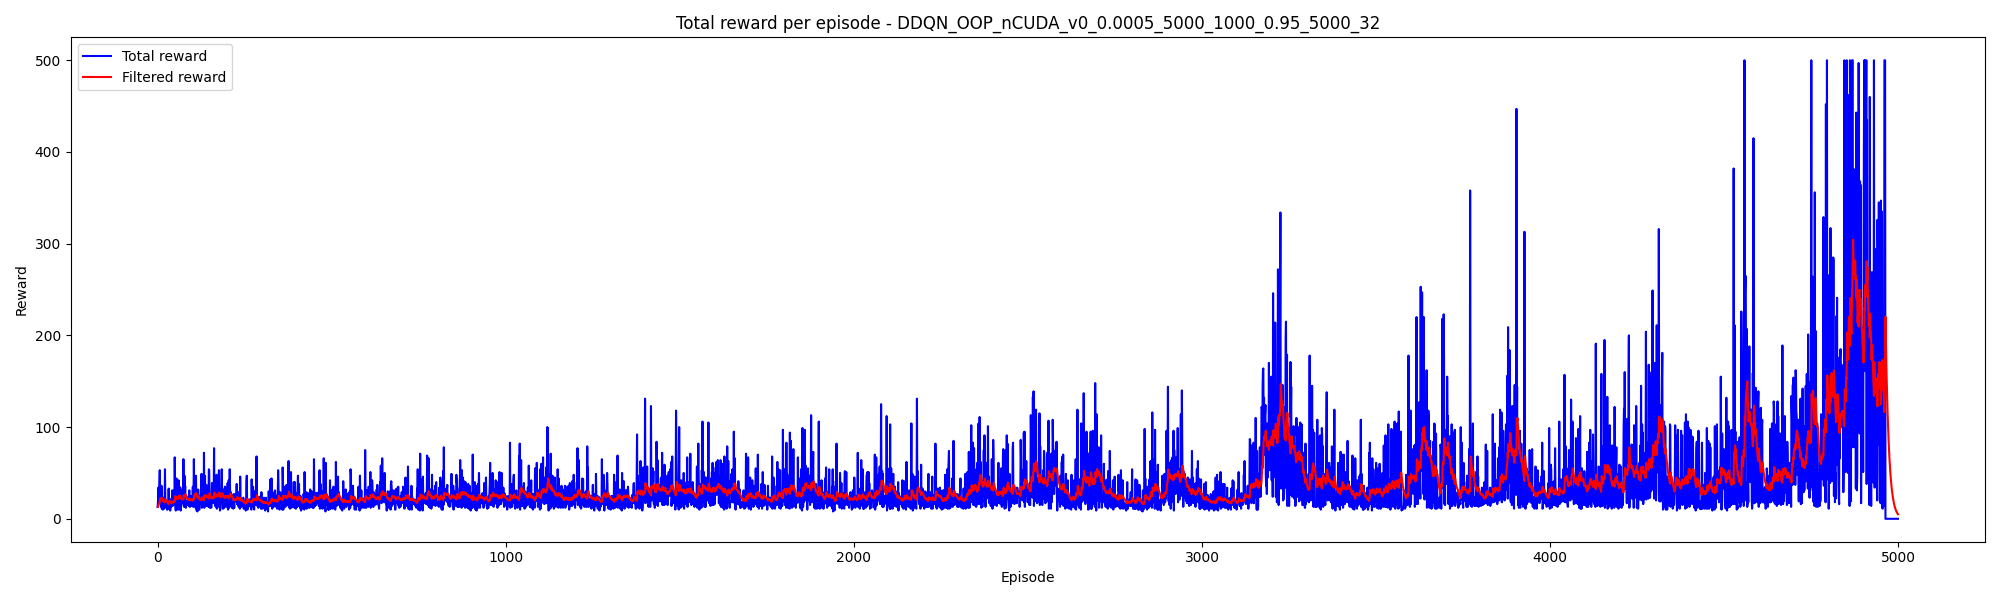 Total reward per episode - DDQN_OOP_nCUDA_v0_0.0005_5000_1000_0.95_5000_32
Total reward
Filtered reward
500
400
300
200
100
0
Reward
0 1000 2000 3000 4000 5000
Episode